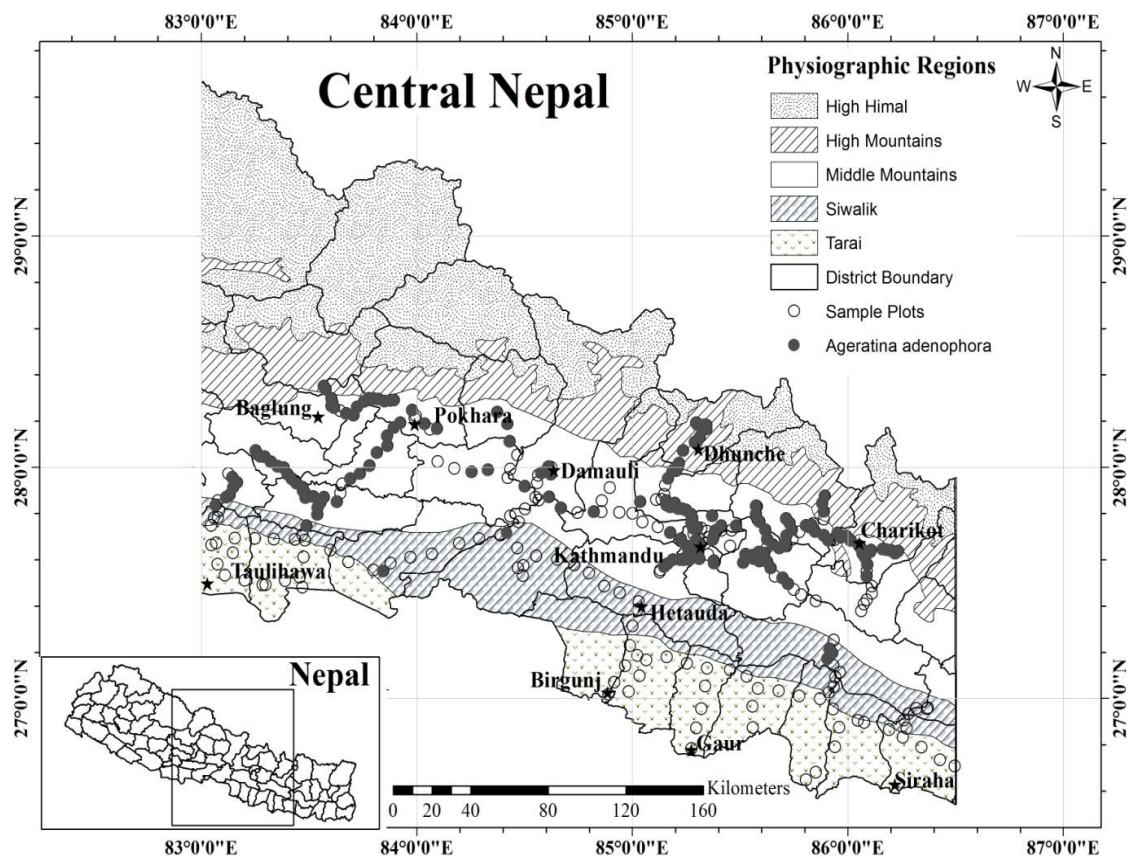 83°0'0"E 84°0'0"E 85°0'0"E 86°0'0"E 87°0'0"E
Central Nepal
Physiographic Regions
N
W E
S
High Himal
High Mountains
Middle Mountains
Siwalik
Tarai
District Boundary
Sample Plots
Ageratina adenophora
29°0'0"N 29°0'0"N
28°0'0"N 28°0'0"N
27°0'0"N 27°0'0"N
Baglung
Pokhara
Dhunche
Damauli
Charikot
Kathmandu
Taulihawa
Hetauda
Birgunj
Gaur
Siraha
Nepal
Kilometers
0 10 20 40 80 120 160
83°0'0"E 84°0'0"E 85°0'0"E 86°0'0"E 87°0'0"E